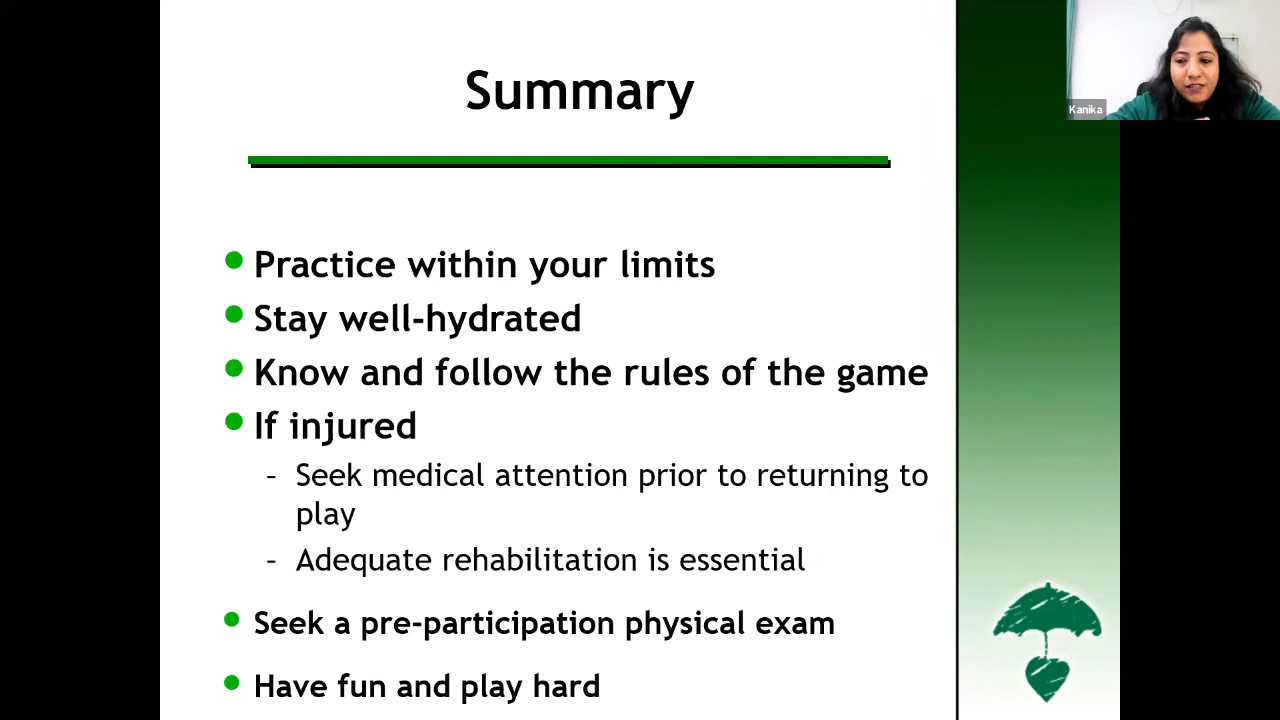 Summary
Kanika
Practice within your limits
Stay well-hydrated
Know and follow the rules of the game
If injured
– Seek medical attention prior to returning to
play
– Adequate rehabilitation is essential
Seek a pre-participation physical exam
Have fun and play hard